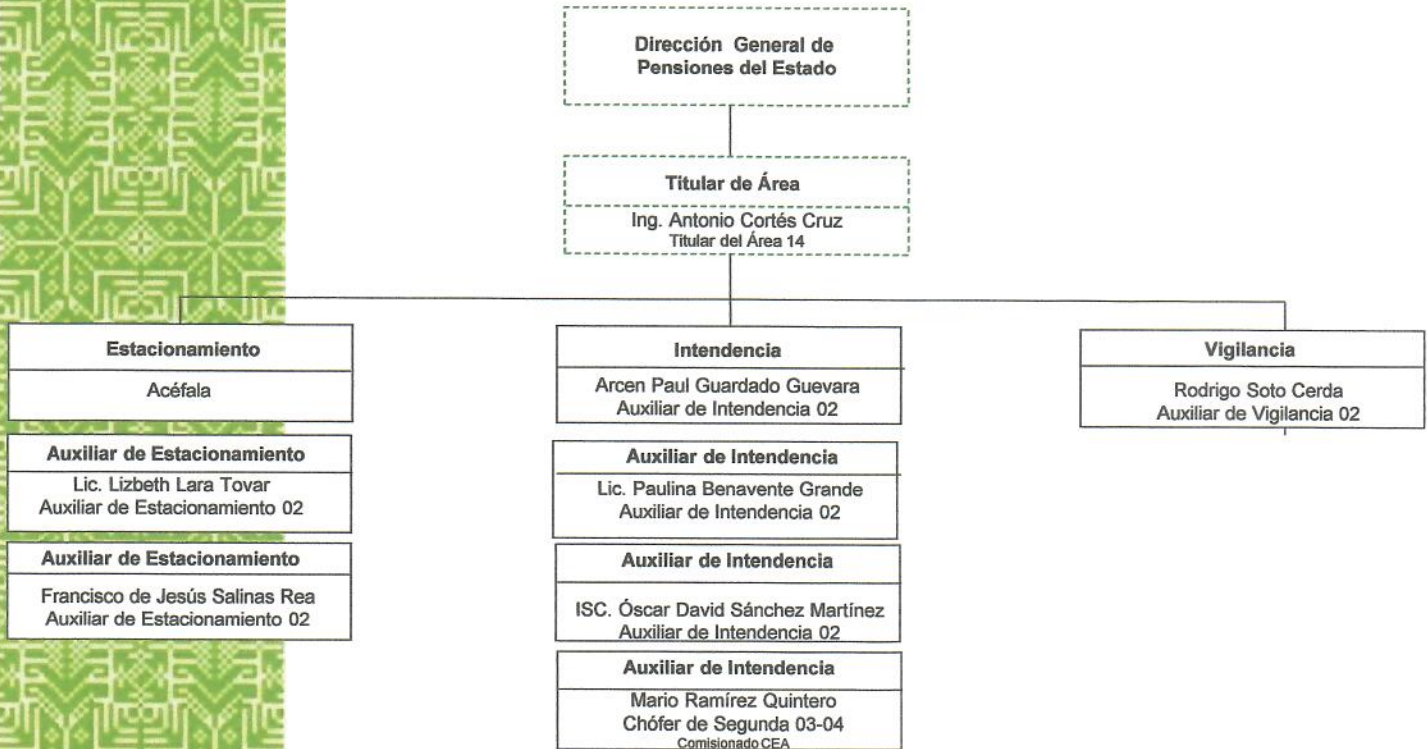 Dirección General de
Pensiones del Estado
Titular de Área
Ing. Antonio Cortés Cruz
Titular del Área 14
Estacionamiento
Acéfala
Auxiliar de Estacionamiento
Lic. Lizbeth Lara Tovar
Auxiliar de Estacionamiento 02
Auxiliar de Estacionamiento
Francisco de Jesús Salinas Rea
Auxiliar de Estacionamiento 02
Intendencia
Arcen Paul Guardado Guevara
Auxiliar de Intendencia 02
Auxiliar de Intendencia
Lic. Paulina Benavente Grande
Auxiliar de Intendencia 02
Auxiliar de Intendencia
ISC. Óscar David Sánchez Martínez
Auxiliar de Intendencia 02
Auxiliar de Intendencia
Mario Ramírez Quintero
Chófer de Segunda 03-04
Comisionado CEA
Vigilancia
Rodrigo Soto Cerda
Auxiliar de Vigilancia 02